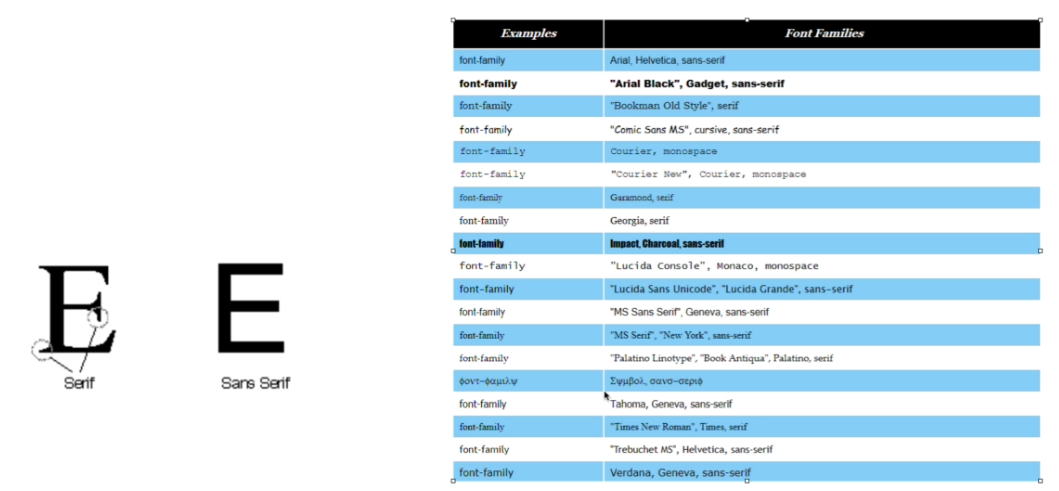 Serif
Sans Serif
Examples Font Families
font-family Arial, Helvetica, sans-serif
font-family "Arial Black", Gadget, sans-serif
font-family "Bookman Old Style", serif
font-family "Comic Sans MS", cursive, sans-serif
font-family Courier, monospace
font-family "Courier New", Courier, monospace
font-family Garamond, serif
font-family Georgia, serif
font-family Impact, Charcoal, sans-serif
font-family "Lucida Console", Monaco, monospace
font-family "Lucida Sans Unicode", "Lucida Grande", sans-serif
font-family "MS Sans Serif", Geneva, sans-serif
font-family "MS Serif", "New York", sans-serif
font-family "Palatino Linotype", "Book Antiqua", Palatino, serif
φοντ-φαμιλψ Σψμβολ, σανσ-σεριφ
font-family Tahoma, Geneva, sans-serif
font-family "Times New Roman", Times, serif
font-family "Trebuchet MS", Helvetica, sans-serif
font-family Verdana, Geneva, sans-serif
E
E